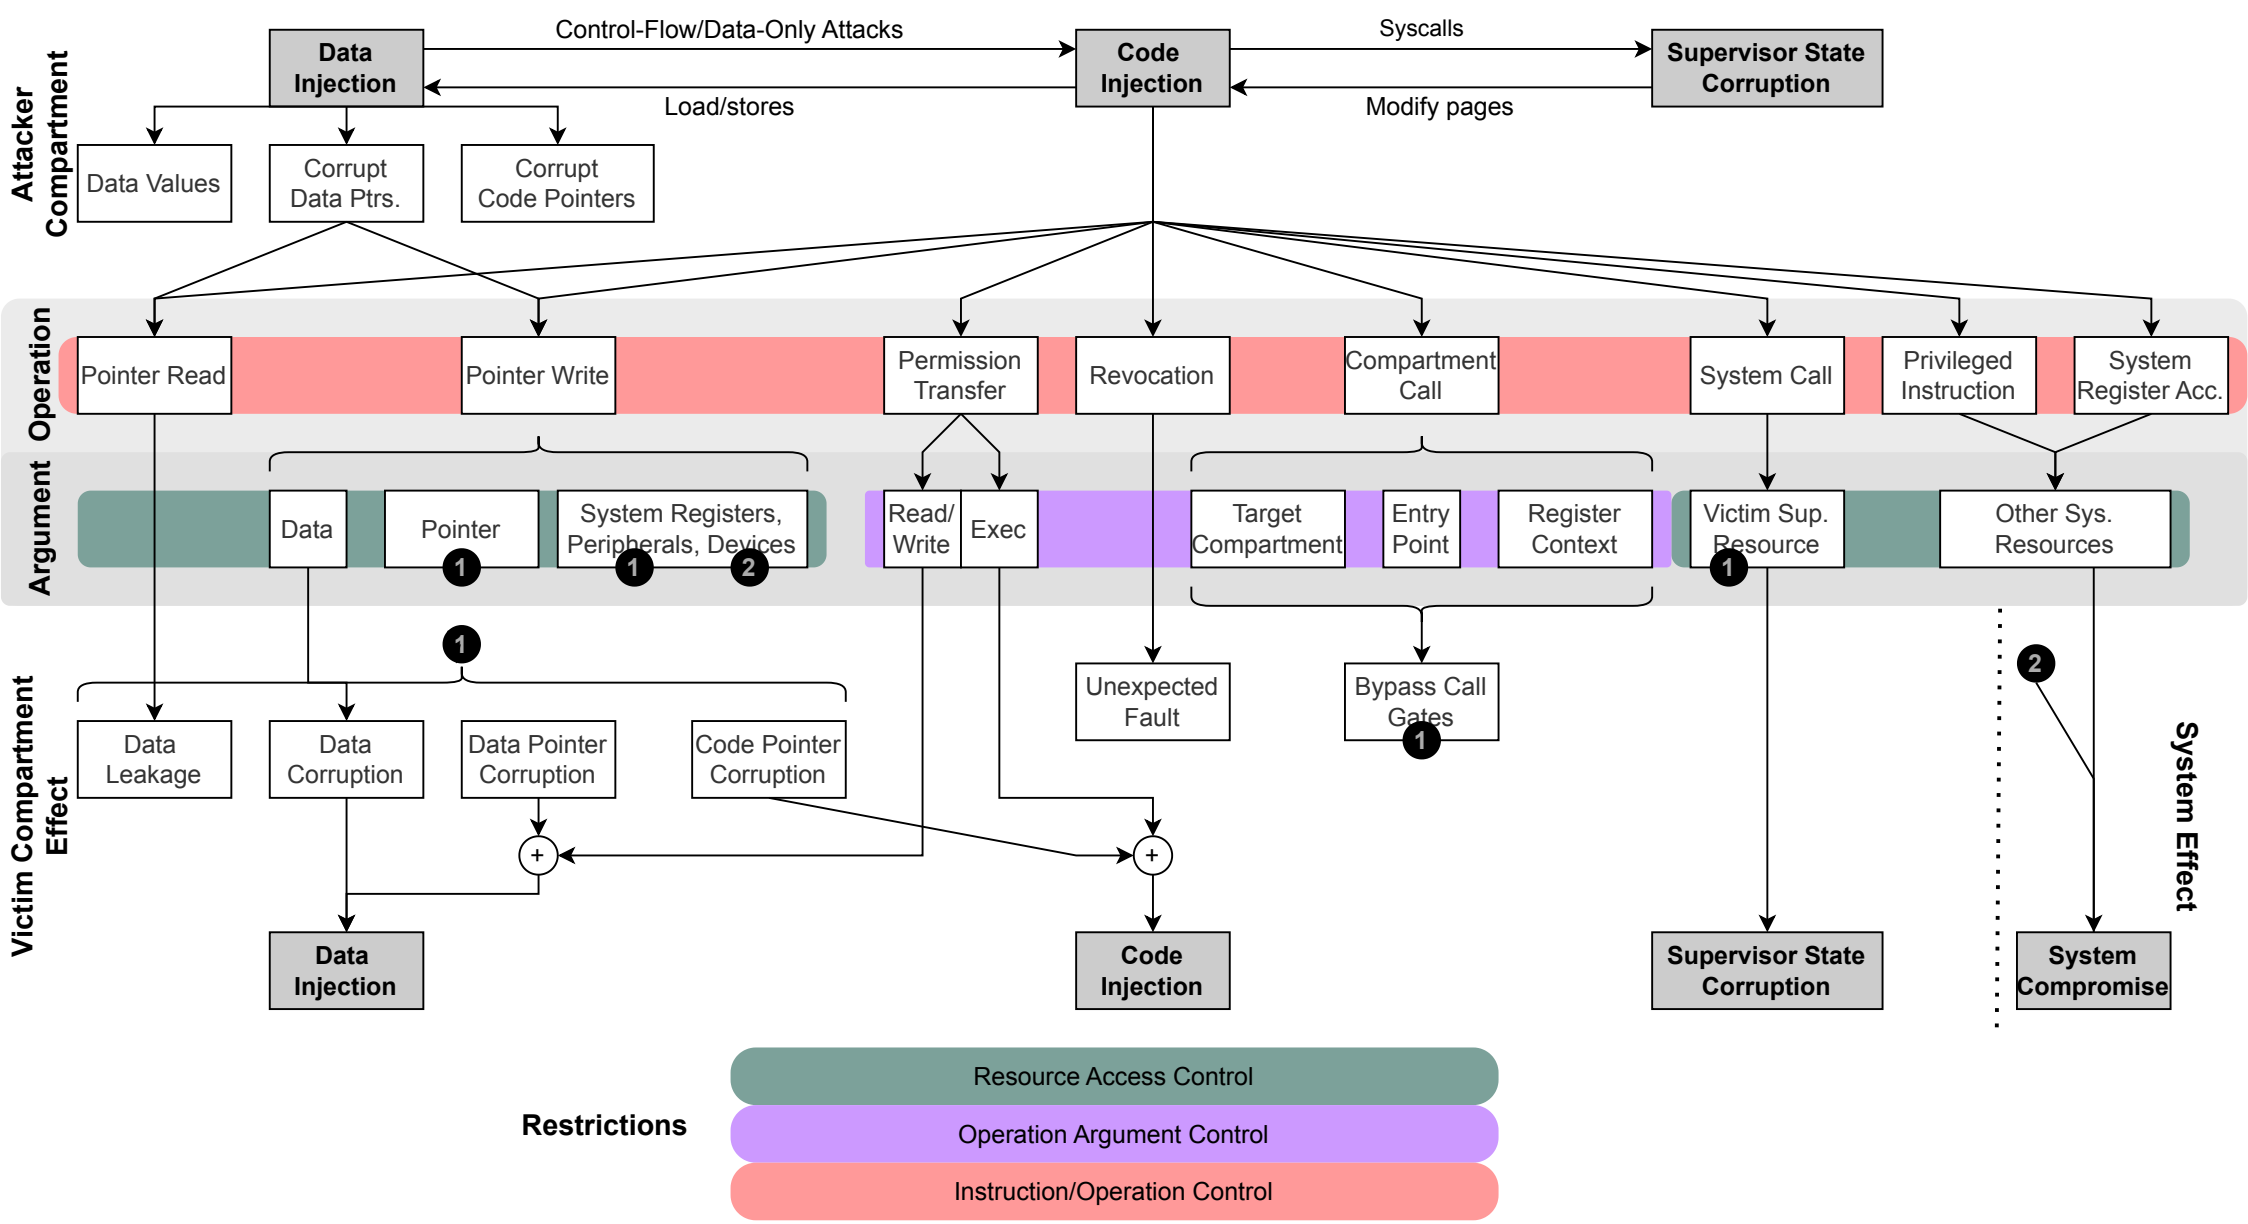 Control-Flow/Data-Only Attacks
Syscalls
Data
Injection
Code
Injection
Supervisor State
Corruption
Load/stores
Modify pages
Attacker
Compartment
Data Values
Corrupt
Data Ptrs.
Corrupt
Code Pointers
Operation
Pointer Read
Pointer Write
Permission
Transfer
Revocation
Compartment
Call
System Call
Privileged
Instruction
System
Register Acc.
Argument
Data
Pointer
1
System Registers,
Peripherals, Devices
1
2
Read/
Write
Exec
Target
Compartment
Entry
Point
Register
Context
Victim Sup.
Resource
1
Other Sys.
Resources
1
2
Victim Compartment
Effect
Data
Leakage
Data
Corruption
Data Pointer
Corruption
Code Pointer
Corruption
Unexpected
Fault
Bypass Call
Gates
1
System Effect
+
+
Data
Injection
Code
Injection
Supervisor State
Corruption
System
Compromise
Restrictions
Resource Access Control
Operation Argument Control
Instruction/Operation Control